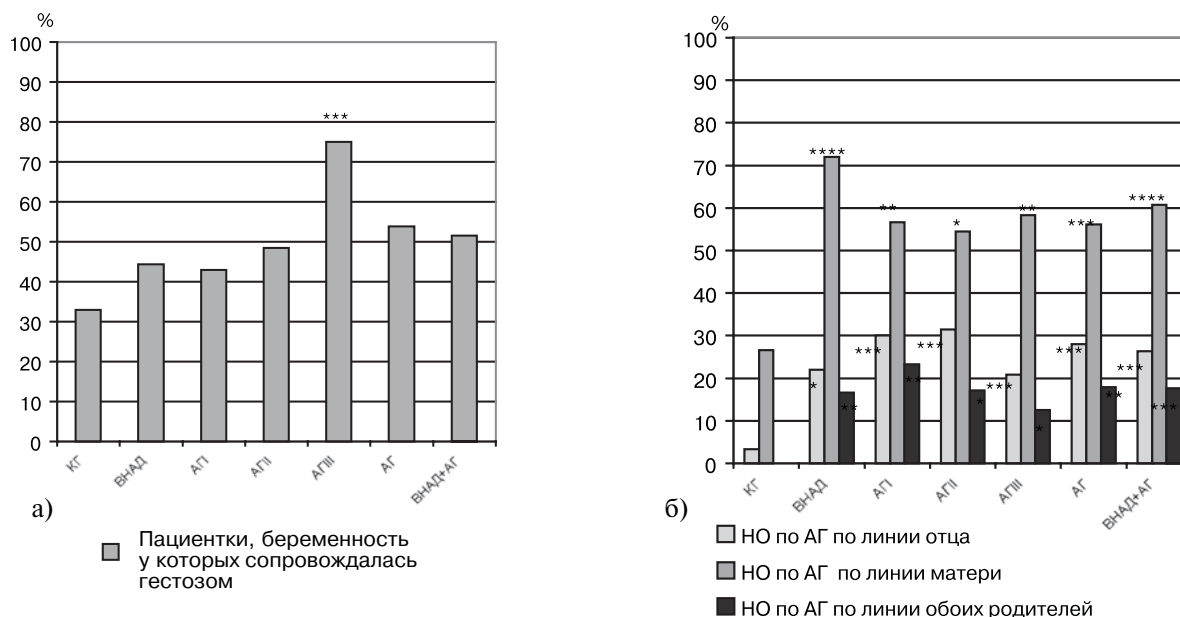 %
100
90
80
70
60
50
40
30
20
10
0
***
КГ
ВНАД
АГI
АГII
АГIII
АГ
ВНАД+АГ
а)
Пациентки, беременность
у которых сопровождалась
гестозом
%
100
90
80
70
60
50
40
30
20
10
0
****
**
*
**
***
****
*
***
***
***
***
***
**
**
*
*
**
***
КГ
ВНАД
АГI
АГII
АГIII
АГ
ВНАД+АГ
б)
НО по АГ по линии отца
НО по АГ по линии матери
НО по АГ по линии обоих родителей